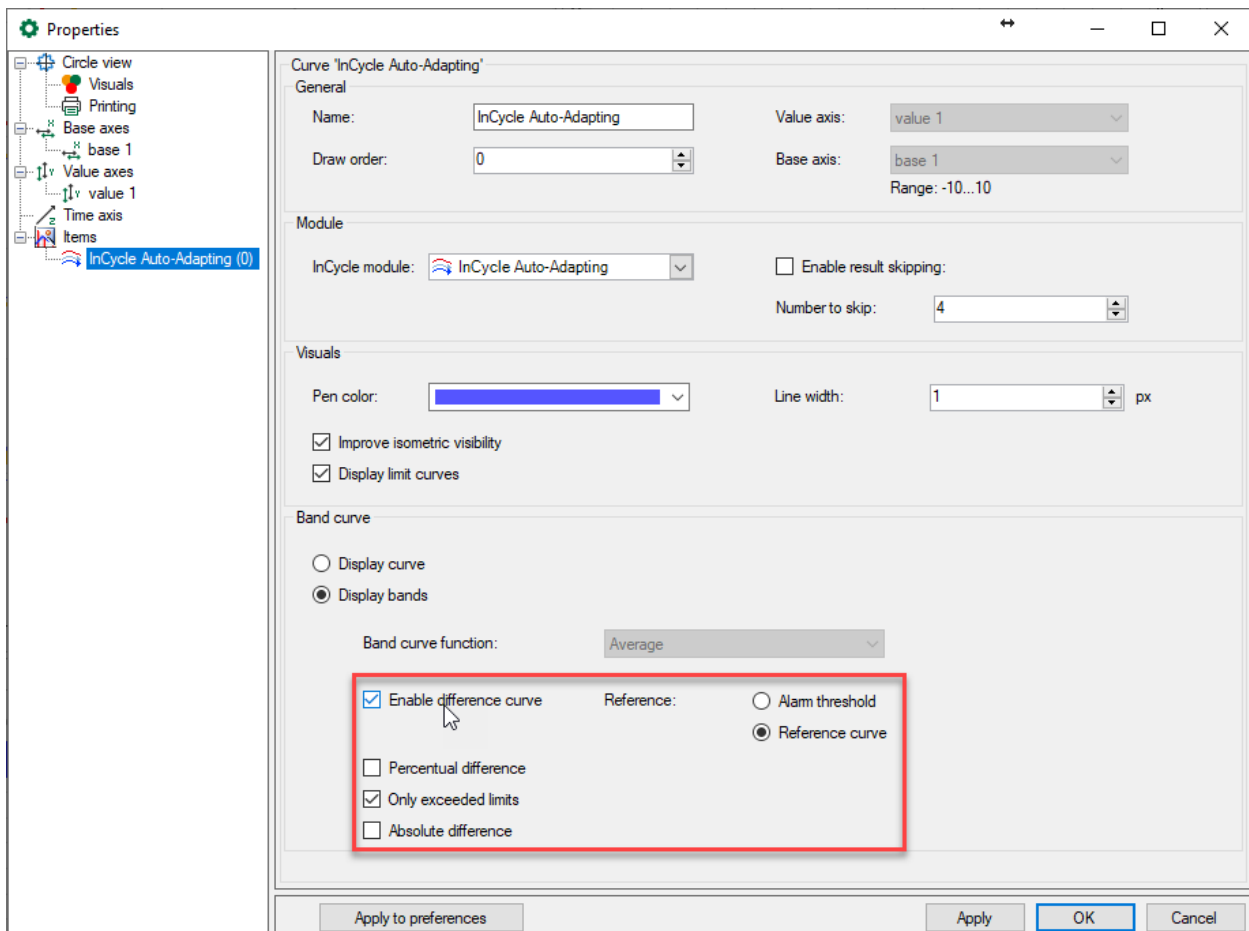 Properties
Circle view
Visuals
Printing
Base axes
base 1
Value axes
value 1
Time axis
Items
InCycle Auto-Adapting (0)
Curve 'InCycle Auto-Adapting'
General
Name: InCycle Auto-Adapting Value axis: value 1
Draw order: 0 Base axis: base 1
Range: -10...10
Module
InCycle module: InCycle Auto-Adapting Enable result skipping:
Number to skip: 4
Visuals
Pen color: Line width: 1 px
Improve isometric visibility
Display limit curves
Band curve
Display curve
Display bands
Band curve function: Average
Enable difference curve Reference: Alarm threshold
Reference curve
Percentual difference
Only exceeded limits
Absolute difference
Apply to preferences Apply OK Cancel